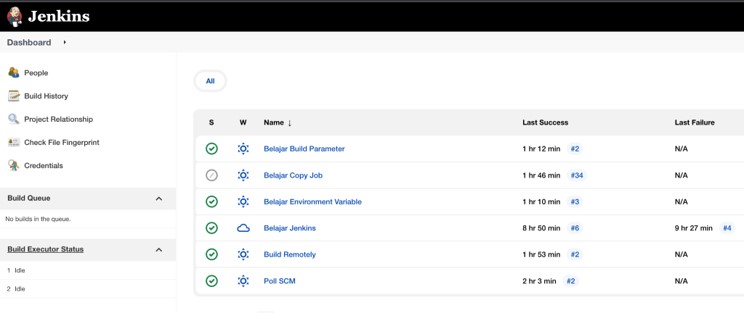 Jenkins
Dashboard
People
Build History
Project Relationship
Check File Fingerprint
Credentials
Build Queue
No builds in the queue.
Build Executor Status
1 Idle
2 Idle
All
S W Name ↓ Last Success Last Failure
Belajar Build Parameter 1 hr 12 min #2 N/A
Belajar Copy Job 1 hr 46 min #34 N/A
Belajar Environment Variable 1 hr 10 min #3 N/A
Belajar Jenkins 8 hr 50 min #6 9 hr 27 min #4
Build Remotely 1 hr 53 min #2 N/A
Poll SCM 2 hr 3 min #2 N/A